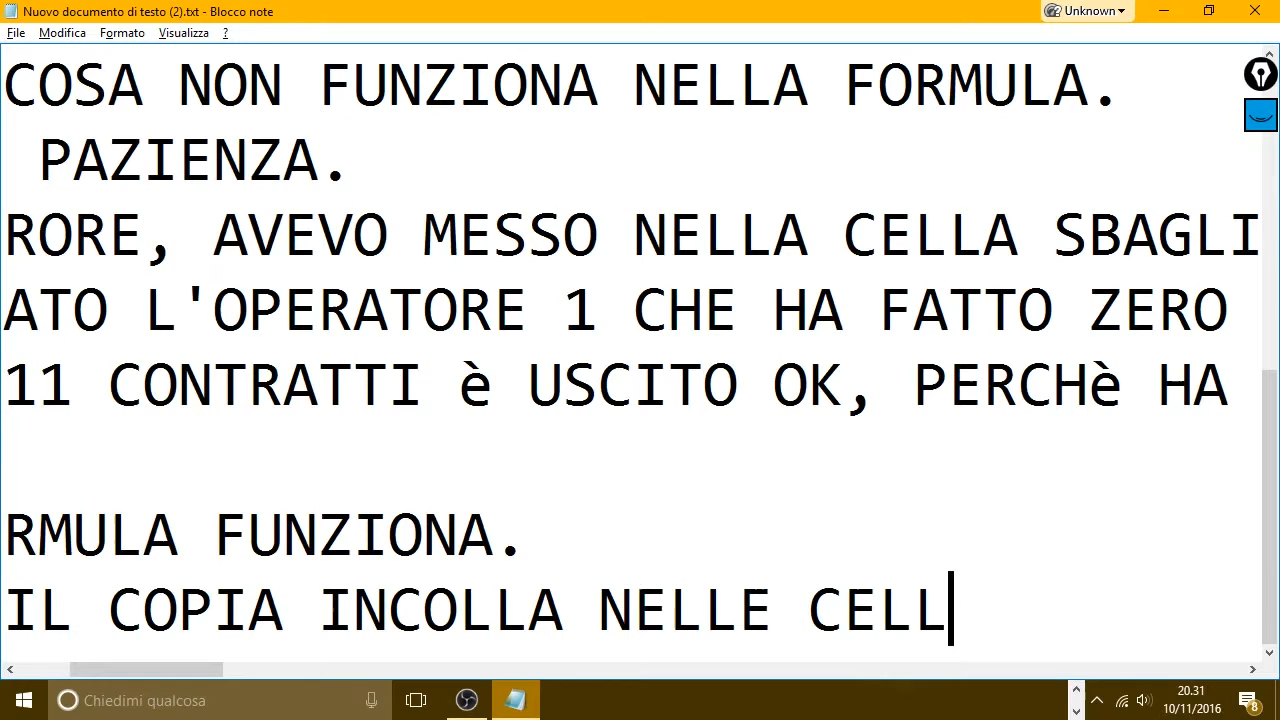 Nuovo documento di testo (2).txt - Blocco note
Unknown
File Modifica Formato Visualizza ?
COSA NON FUNZIONA NELLA FORMULA.
PAZIENZA.
RORE, AVEVO MESSO NELLA CELLA SBAGLI
ATO L'OPERATORE 1 CHE HA FATTO ZERO
11 CONTRATTI è USCITO OK, PERCHè HA
RMULA FUNZIONA.
IL COPIA INCOLLA NELLE CELL
Chiedimi qualcosa
20.31
10/11/2016
8